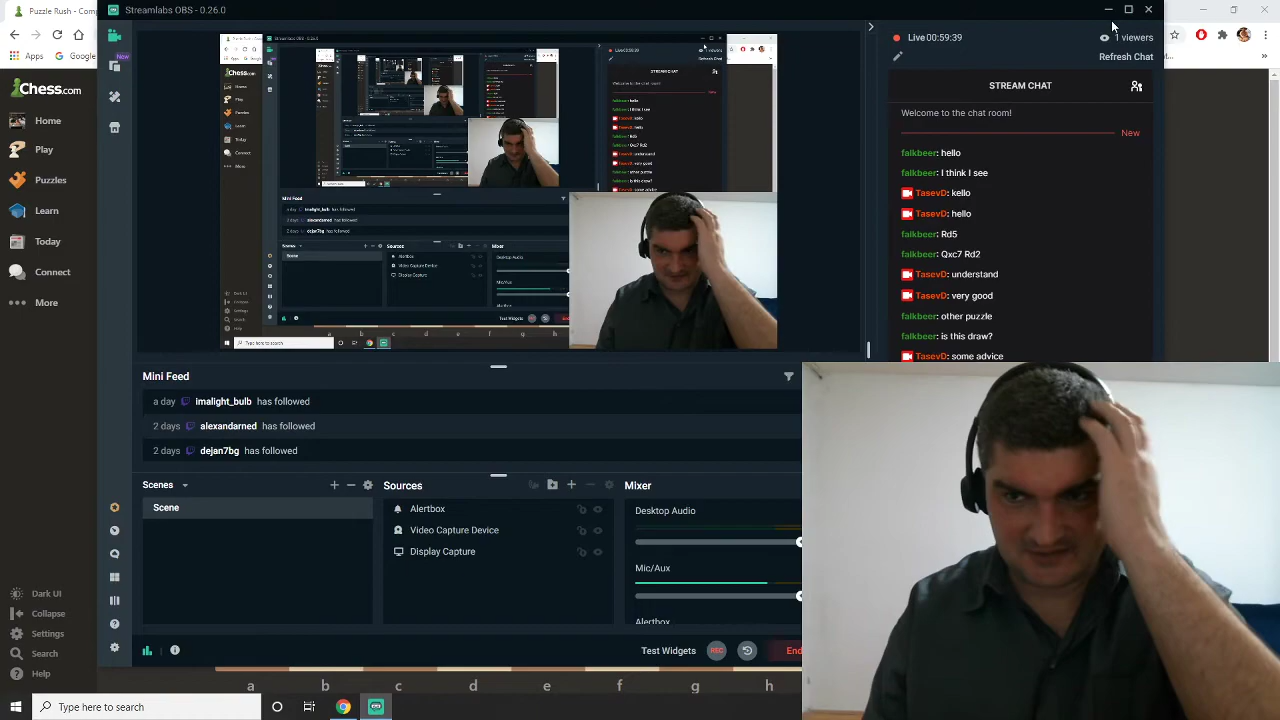 Puzzle Rush
Streamlabs OBS - 0.26.0
Apps
Google
New
Chess.com
Home
Play
Puzzles
Learn
Today
Connect
More
Dark UI
Collapse
Settings
Search
Help
Live 00:59:39
1 viewers
Refresh Chat
STREAM CHAT
Welcome to the chat room!
New
falkbeer: hello
falkbeer: I think I see
TasevD: kello
TasevD: hello
falkbeer: Rd5
falkbeer: Qxc7 Rd2
TasevD: understand
TasevD: very good
falkbeer: other puzzle
falkbeer: is this draw?
TasevD: some advice
Mini Feed
a day imalight_bulb has followed
2 days alexandarned has followed
2 days dejan7bg has followed
Scenes
Scene
Sources
Alertbox
Video Capture Device
Display Capture
Mixer
Desktop Audio
Mic/Aux
Alertbox
Test Widgets
REC
End
a b c d e f g h
Type here to search